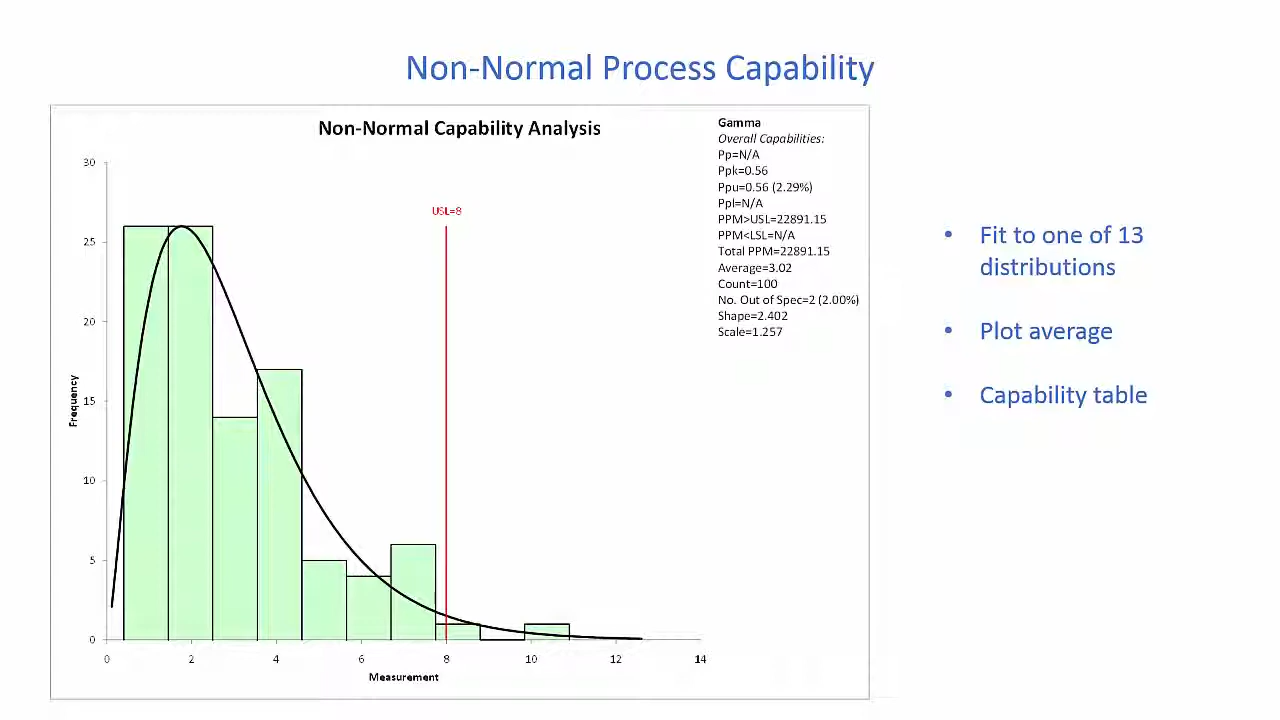 Non-Normal Process Capability
Non-Normal Capability Analysis
Gamma
Overall Capabilities:
Pp=N/A
Ppk=0.56
Ppu=0.56 (2.29%)
Ppl=N/A
PPM>USL=22891.15
PPM<LSL=N/A
Total PPM=22891.15
Average=3.02
Count=100
No. Out of Spec=2 (2.00%)
Shape=2.402
Scale=1.257
USL=8
30
25
20
15
10
5
0
Frequency
0 2 4 6 8 10 12 14
Measurement
• Fit to one of 13
distributions
• Plot average
• Capability table